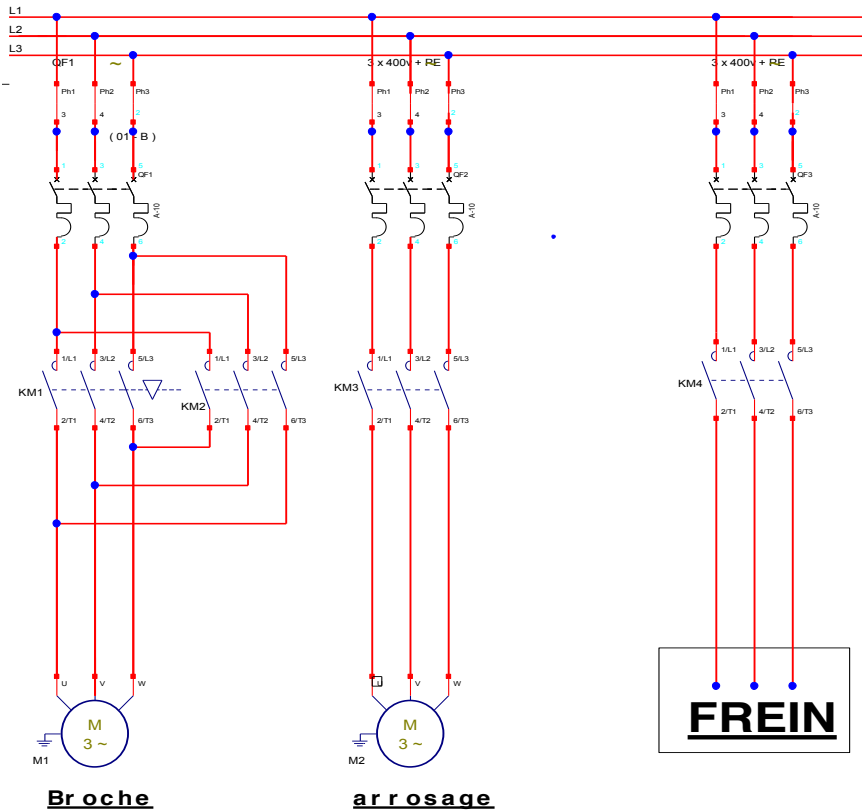 L1
L2
L3
QF1 ~ 3 x 400v + PE ~ 3 x 400v + PE ~
Ph1 Ph2 Ph3 Ph1 Ph2 Ph3 Ph1 Ph2 Ph3
3 4 2 3 4 2 3 4 2
( 01 - B )
1 3 5 1 3 5 1 3 5
QF1 QF2 QF3
A-10 A-10 A-10
2 4 6 2 4 6 2 4 6
1/L1 3/L2 5/L3 1/L1 3/L2 5/L3 1/L1 3/L2 5/L3 1/L1 3/L2 5/L3
KM1 KM2 KM3 KM4
2/T1 4/T2 6/T3 2/T1 4/T2 6/T3 2/T1 4/T2 6/T3 2/T1 4/T2 6/T3
U V W U V W
FREIN
M M
3 ~ 3 ~
M1 M2
Broche arrosage